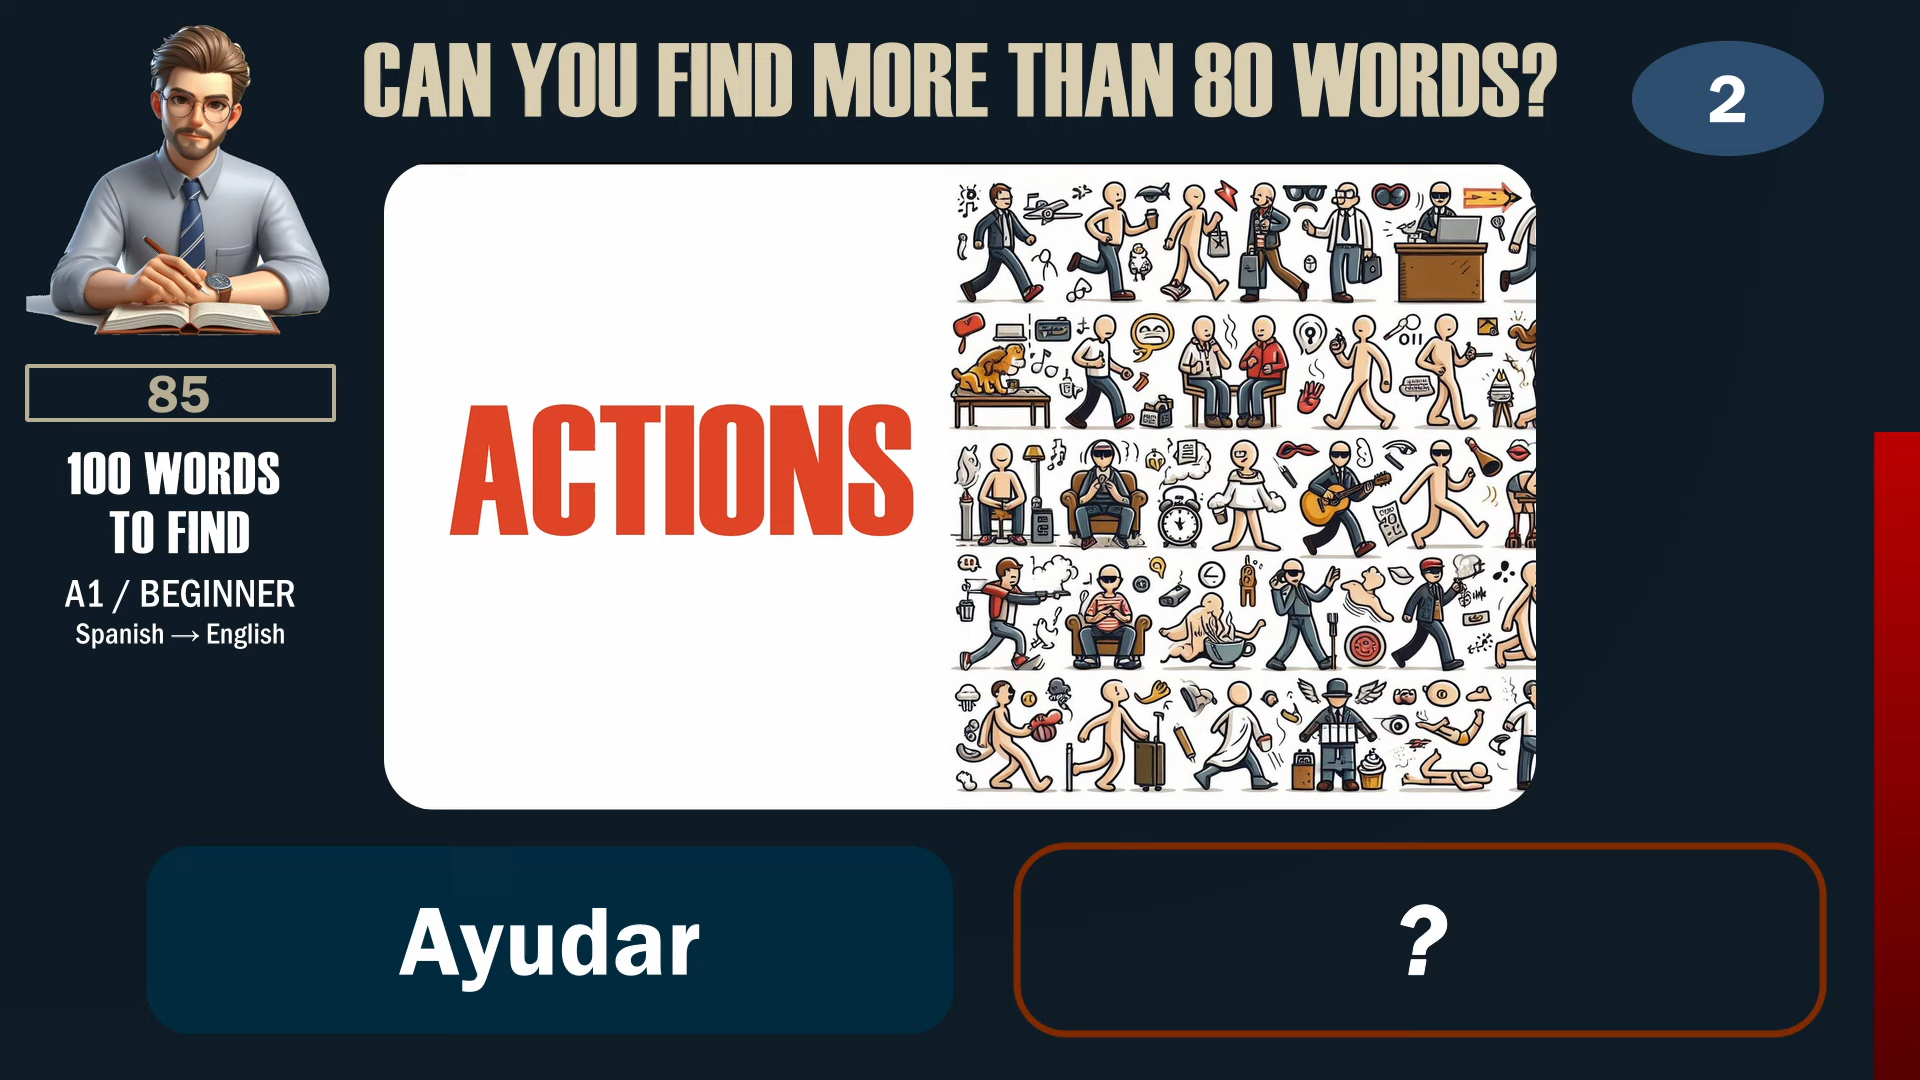 CAN YOU FIND MORE THAN 80 WORDS?
2
85
100 WORDS
TO FIND
A1 / BEGINNER
Spanish → English
ACTIONS
Ayudar
?